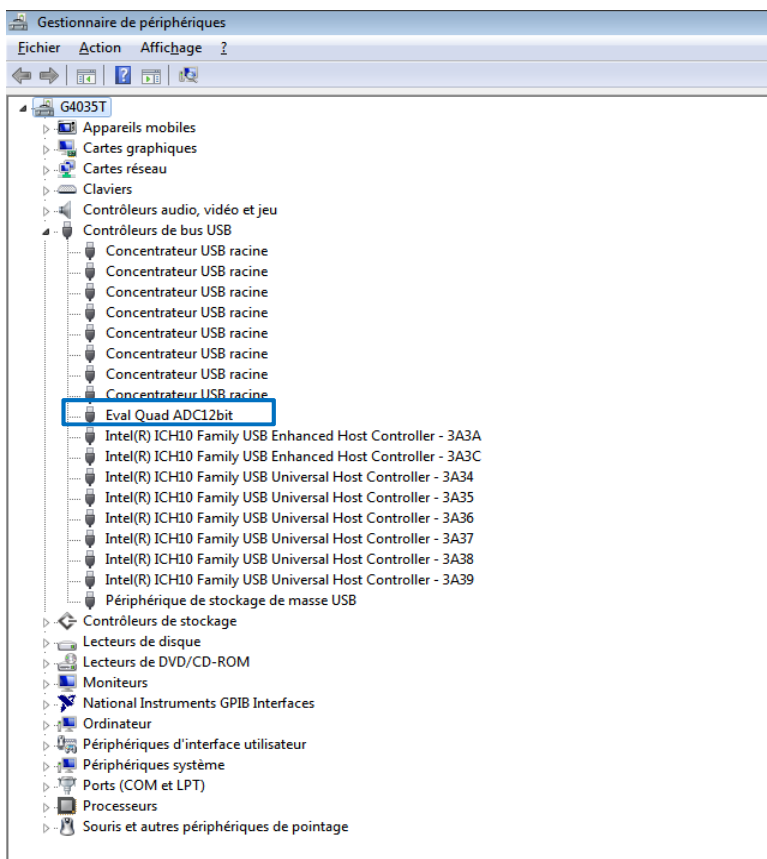 Gestionnaire de périphériques
Fichier Action Affichage ?
G4035T
Appareils mobiles
Cartes graphiques
Cartes réseau
Claviers
Contrôleurs audio, vidéo et jeu
Contrôleurs de bus USB
Concentrateur USB racine
Concentrateur USB racine
Concentrateur USB racine
Concentrateur USB racine
Concentrateur USB racine
Concentrateur USB racine
Concentrateur USB racine
Concentrateur USB racine
Eval Quad ADC12bit
Intel(R) ICH10 Family USB Enhanced Host Controller - 3A3A
Intel(R) ICH10 Family USB Enhanced Host Controller - 3A3C
Intel(R) ICH10 Family USB Universal Host Controller - 3A34
Intel(R) ICH10 Family USB Universal Host Controller - 3A35
Intel(R) ICH10 Family USB Universal Host Controller - 3A36
Intel(R) ICH10 Family USB Universal Host Controller - 3A37
Intel(R) ICH10 Family USB Universal Host Controller - 3A38
Intel(R) ICH10 Family USB Universal Host Controller - 3A39
Périphérique de stockage de masse USB
Contrôleurs de stockage
Lecteurs de disque
Lecteurs de DVD/CD-ROM
Moniteurs
National Instruments GPIB Interfaces
Ordinateur
Périphériques d'interface utilisateur
Périphériques système
Ports (COM et LPT)
Processeurs
Souris et autres périphériques de pointage